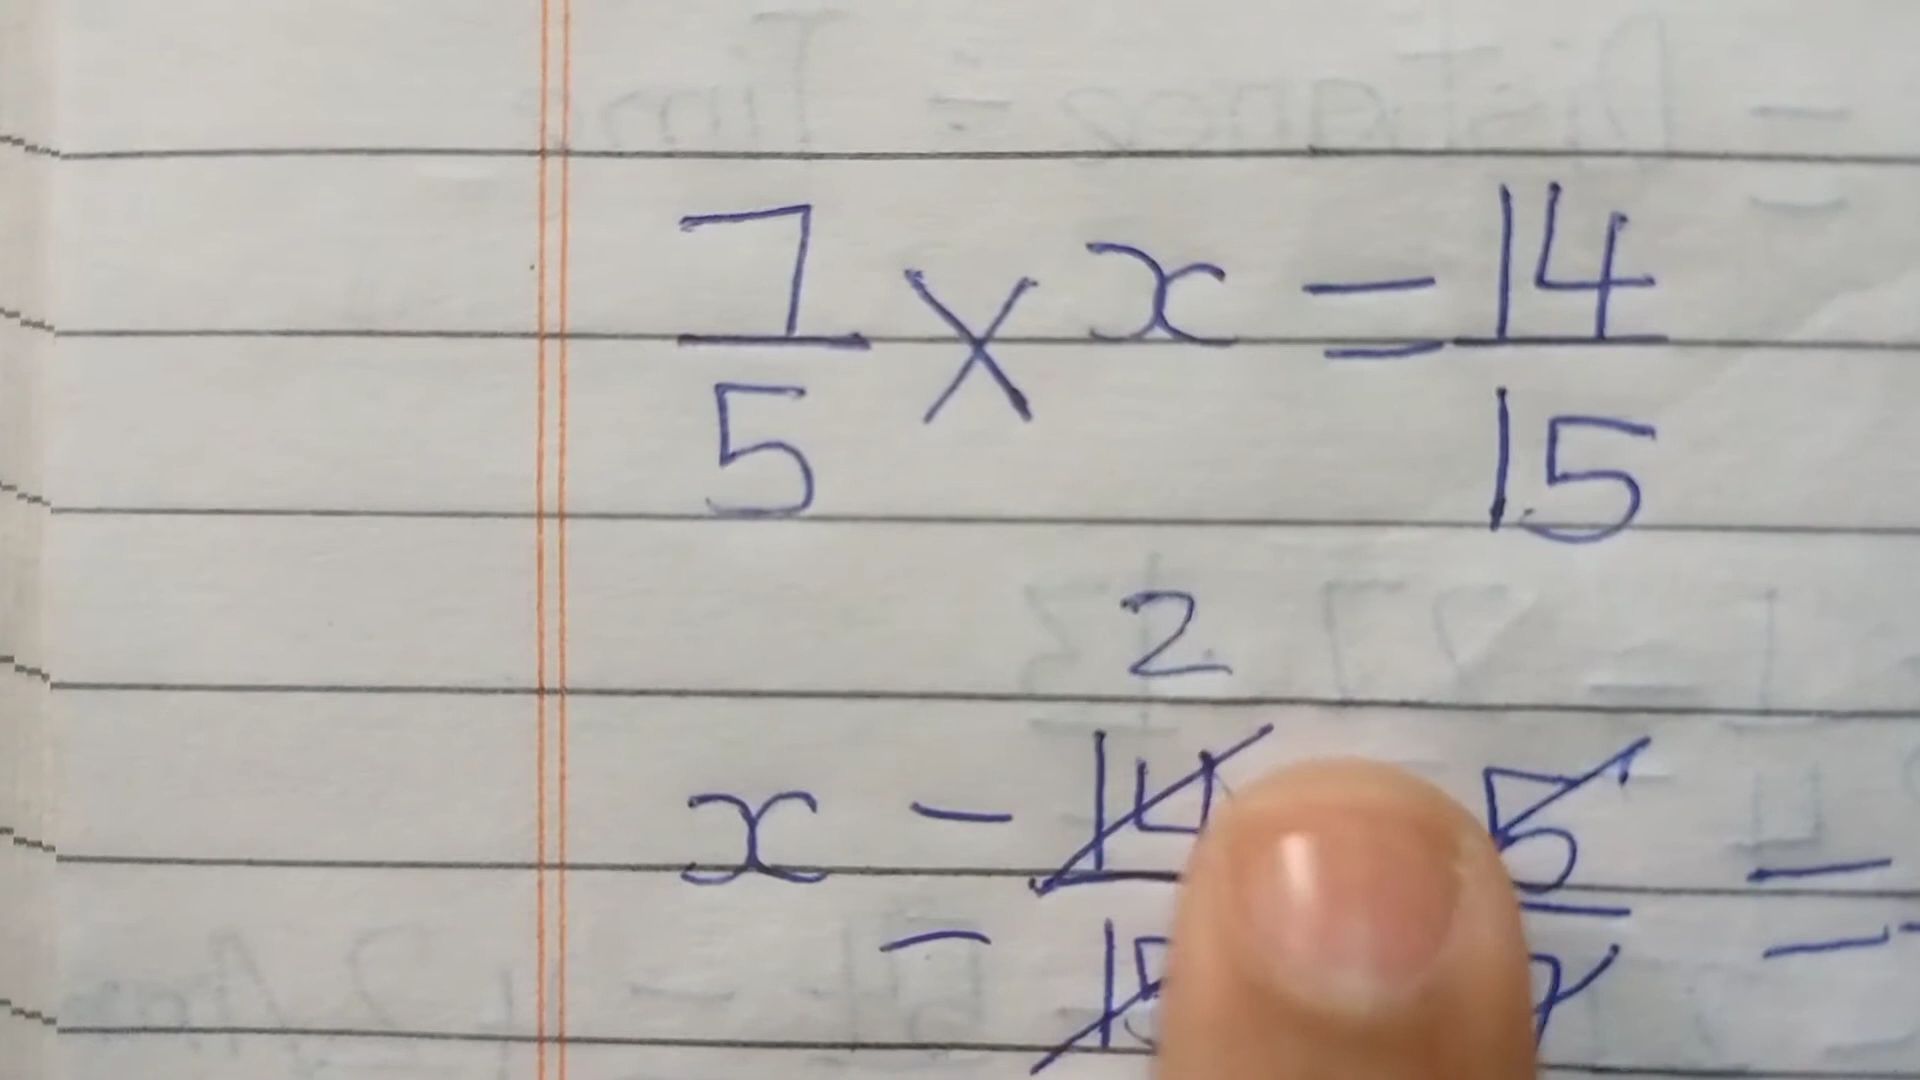 7/5 × x = 14/15
2
x = 14/15 5/7 =